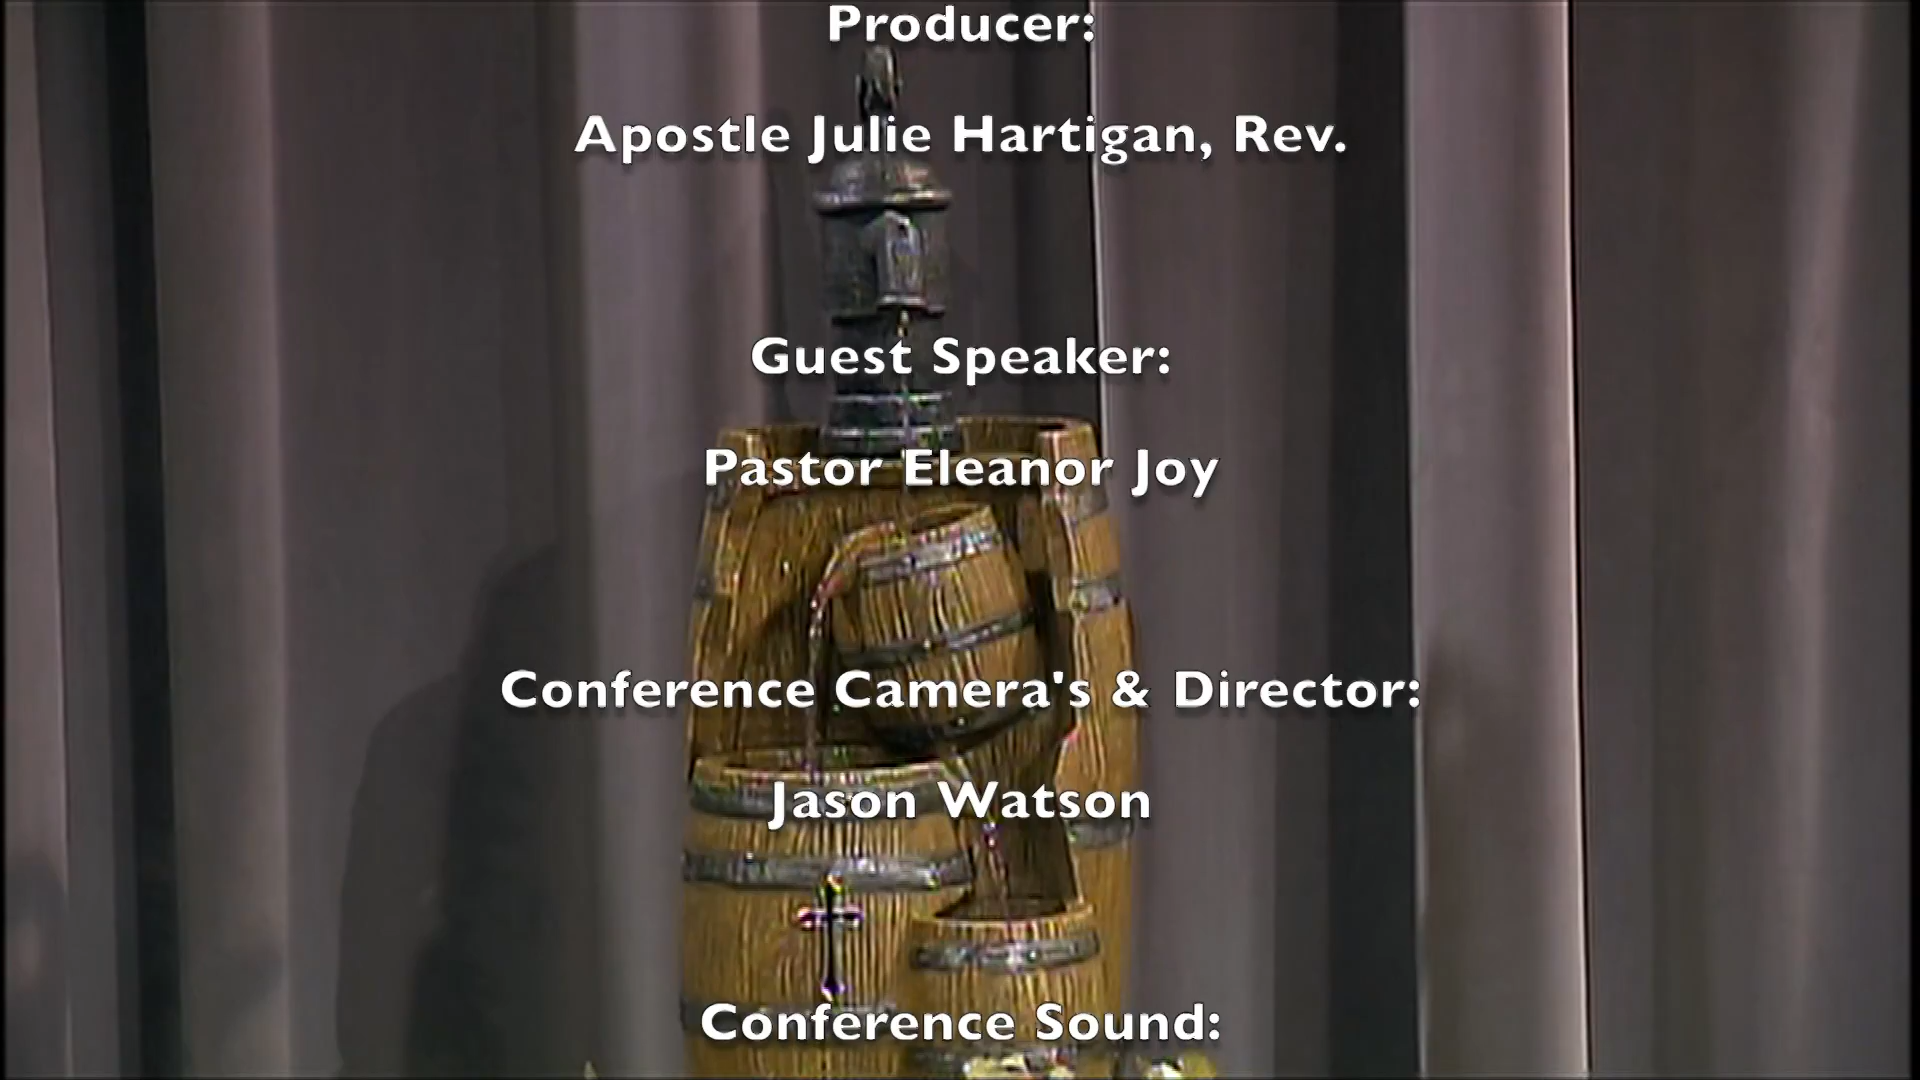 Producer:
Apostle Julie Hartigan, Rev.
Guest Speaker:
Pastor Eleanor Joy
Conference Camera's & Director:
Jason Watson
Conference Sound: